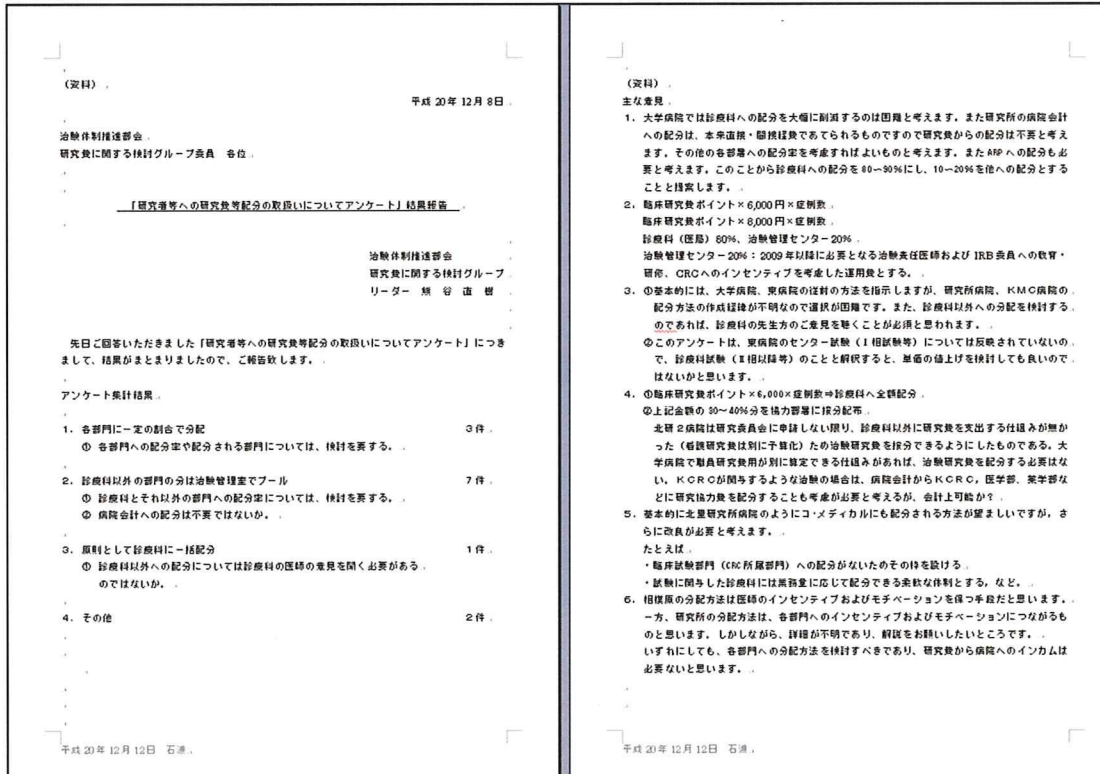 （資料）
平成 20年 12月 8日
治験体制推進部会
研究費に関する検討グループ委員　各位
「研究者等への研究費等配分の取扱いについてアンケート」結果報告
治験体制推進部会
研究費に関する検討グループ
リーダー　熊　谷　直　樹
先日ご回答いただきました「研究者等への研究費等配分の取扱いについてアンケート」につき
まして、結果がまとまりましたので、ご報告致します。
アンケート集計結果
1．各部門に一定の割合で分配　3件
① 各部門への配分率や配分される部門については、検討を要する。
2．診療科以外の部門の分は治験管理室でプール　7件
① 診療科とそれ以外の部門への配分率については、検討を要する。
② 病院会計への配分は不要ではないか。
3．原則として診療科に一括配分　1件
① 診療科以外への配分については診療科の医師の意見を聞く必要がある
のではないか。
4．その他　2件
平成 20年 12月 12日　石
（資料）
主な意見
1．大学病院では診療科への配分を大幅に削減するのは困難と考えます。また研究所の病院会計
への配分は、本来直接・間接経費であてられるものですので研究費からの配分は不要と考え
ます。その他の各部署への配分率を考慮すればよいものと考えます。また ARP への配分も必
要と考えます。このことから診療科への配分を 80～90%にし、10～20%を他への配分とする
ことと提案します。
2．臨床研究費ポイント×6,000円×症例数
臨床研究費ポイント×8,000円×症例数
診療科（医局）80%、治験管理センター20%
治験管理センター20%：2009年以降に必要となる治験責任医師および IRB 委員への教育・
研修、CRCへのインセンティブを考慮した運用費とする。
3．①基本的には、大学病院、東病院の従前の方法を指示しますが、研究所病院、KMC病院の
配分方法の作成経緯が不明なので選択が困難です。また、診療科以外への分配を検討する
のであれば、診療科の先生方のご意見を聴くことが必須と思われます。
②このアンケートは、東病院のセンター試験（Ⅰ相試験等）については反映されていないの
で、診療科試験（Ⅱ相以降等）のことと解釈すると、単価の値上げを検討しても良いので
はないかと思います。
4．①臨床研究費ポイント×6,000×症例数⇒診療科へ全額配分
②上記金額の 30～40%分を協力部署に按分配布
北研2病院は研究委員会に申請しない限り、診療科以外に研究費を支出する仕組みが無か
った（看護研究費は別に予算化）ため治験研究費を按分できるようにしたものである。大
学病院で職員研究費用が別に算定できる仕組みがあれば、治験研究費を配分する必要はな
い。KCRCが関与するような治験の場合は、病院会計からKCRC，医学部、薬学部な
どに研究協力費を配分することも考慮が必要と考えるが、会計上可能か？
5．基本的に北里研究所病院のようにコ・メディカルにも配分される方法が望ましいですが，さ
らに改良が必要と考えます。
たとえば
・臨床試験部門（CRC所属部門）への配分がないためその枠を設ける
・試験に関与した診療科には業務量に応じて配分できる柔軟な体制とする，など。
6．相模原の分配方法は医師のインセンティブおよびモチベーションを保つ手段だと思います。
一方、研究所の分配方法は、各部門へのインセンティブおよびモチベーションにつながるも
のと思います。しかしながら、詳細が不明であり、解説をお願いしたいところです。
いずれにしても、各部門への分配方法を検討すべきであり、研究費から病院へのインカムは
必要ないと思います。
平成 20年 12月 12日　石